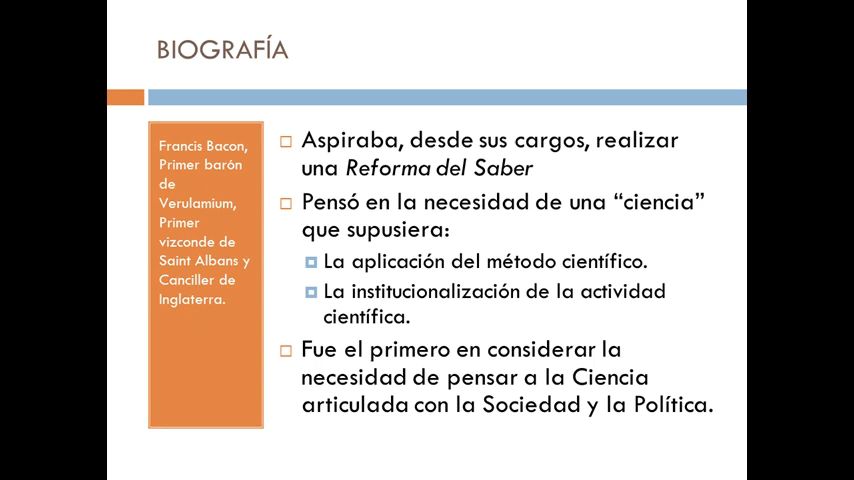 BIOGRAFÍA
Francis Bacon,
Primer barón
de
Verulamium,
Primer
vizconde de
Saint Albans y
Canciller de
Inglaterra.
Aspiraba, desde sus cargos, realizar
una Reforma del Saber
Pensó en la necesidad de una “ciencia”
que supusiera:
La aplicación del método científico.
La institucionalización de la actividad
científica.
Fue el primero en considerar la
necesidad de pensar a la Ciencia
articulada con la Sociedad y la Política.